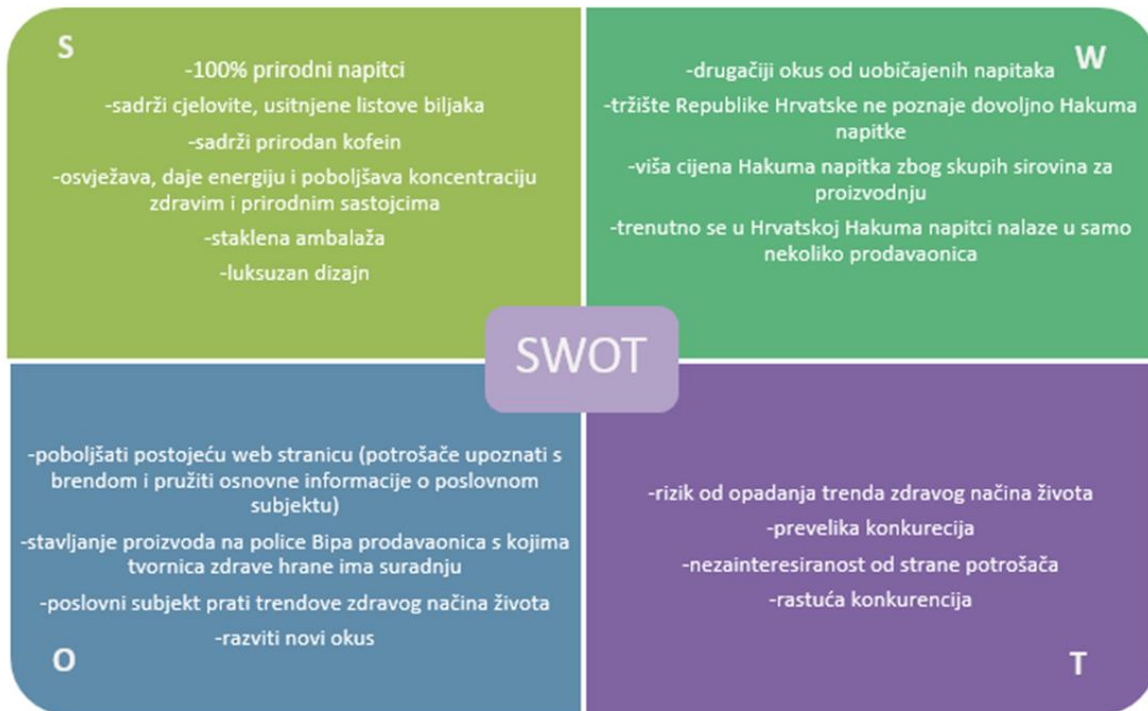 S
-100% prirodni napitci
-sadrži cjelovite, usitnjene listove biljaka
-sadrži prirodan kofein
-osvježava, daje energiju i poboljšava koncentraciju
zdravim i prirodnim sastojcima
-staklena ambalaža
-luksuzan dizajn
W
-drugačiji okus od uobičajenih napitaka
-tržište Republike Hrvatske ne poznaje dovoljno Hakuma
napitke
-viša cijena Hakuma napitka zbog skupih sirovina za
proizvodnju
-trenutno se u Hrvatskoj Hakuma napitci nalaze u samo
nekoliko prodavaonica
SWOT
-poboljšati postojeću web stranicu (potrošače upoznati s
brendom i pružiti osnovne informacije o poslovnom
subjektu)
-stavljanje proizvoda na police Bipa prodavaonica s kojima
tvornica zdrave hrane ima suradnju
-poslovni subjekt prati trendove zdravog načina života
-razviti novi okus
O
-rizik od opadanja trenda zdravog načina života
-prevelika konkurecija
-nezainteresiranost od strane potrošača
-rastuća konkurencija
T